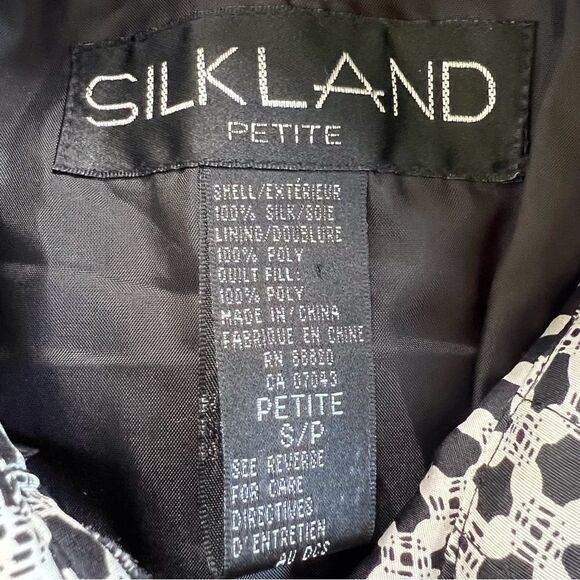 SILKLAND
PETITE
SHELL/EXTÉRIEUR
100% SILK/SOIE
LINING/DOUBLURE
100% POLY
QUILT FILL:
100% POLY
MADE IN/CHINA
FABRIQUE EN CHINE
RN
CA 07043
PETITE
S/P
SEE REVERSE
FOR CARE
DIRECTIVES
D'ENTRETIEN
AU DOS